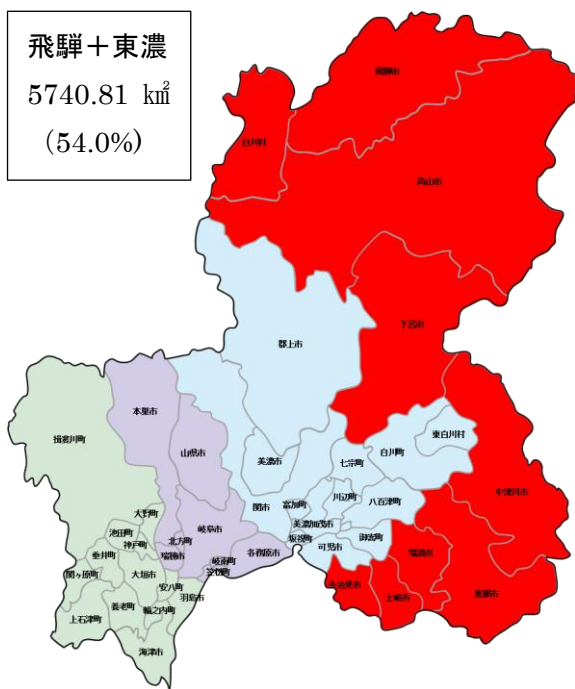 飛騨+東濃
5740.81 ㎢
(54.0%)
飛騨市
白川村
高山市
下呂市
郡上市
本巣市
揖斐川町
山県市
東白川村
白川町
七宗町
美濃市
中津川市
八百津町
川辺町
富加町
関市
大野町
美濃加茂市
岐阜市
池田町
御嵩町
坂祝町
北方町
神戸町
可児市
瑞浪市
各務原市
垂井町
瑞穂市
岐南町
笠松町
関ヶ原町
大垣市
多治見市
安八町
羽島市
土岐市
恵那市
養老町
輪之内町
上石津町
海津市